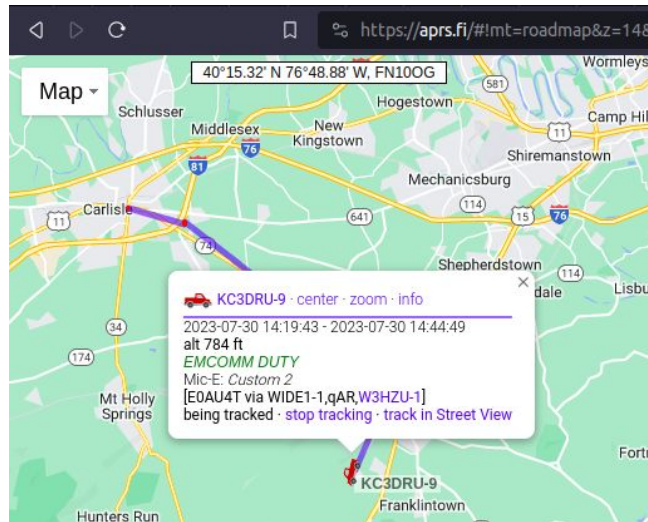 https://aprs.fi/#!mt=roadmap&z=14&
40°15.32' N 76°48.88' W, FN10OG
Map
Wormleys
581
Hogestown
Schlusser
11
Camp Hil
Middlesex
New
Kingstown
76
Shiremanstown
81
Mechanicsburg
114
Carlisle
11
641
15
76
74
Shepherdstown
114
dale
Lisbu
KC3DRU-9 · center · zoom · info
2023-07-30 14:19:43 - 2023-07-30 14:44:49
alt 784 ft
EMCOMM DUTY
Mic-E: Custom 2
[E0AU4T via WIDE1-1,qAR,W3HZU-1]
being tracked · stop tracking · track in Street View
34
174
Mt Holly
Springs
Fort
KC3DRU-9
Franklintown
Hunters Run